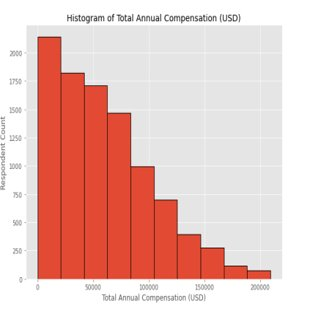 Histogram of Total Annual Compensation (USD)
Respondent Count
2000
1750
1500
1250
1000
750
500
250
0
0 50000 100000 150000 200000
Total Annual Compensation (USD)